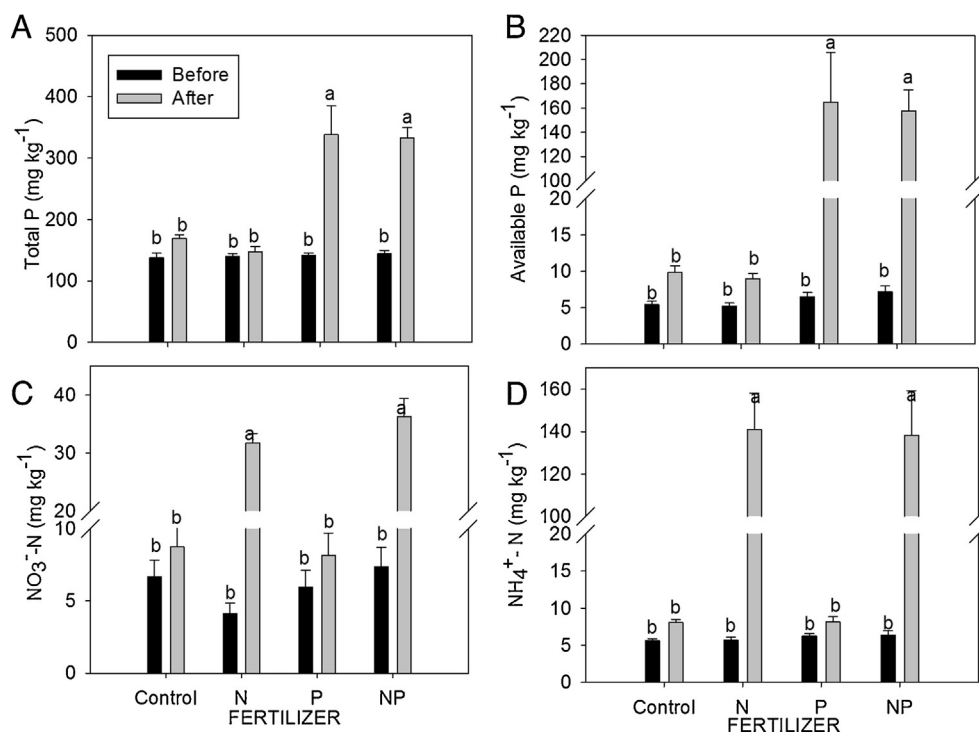 A
Total P (mg kg⁻¹)
500
400
300
200
100
0
Before
After
b b b b b a b a
B
Available P (mg kg⁻¹)
220
200
180
160
140
120
100
20
15
10
5
0
b b b b b a b a
C
NO₃⁻-N (mg kg⁻¹)
40
30
20
10
5
0
b b b a b b b a
Control N P NP
FERTILIZER
D
NH₄⁺- N (mg kg⁻¹)
160
140
120
100
20
15
10
5
0
b b b a b b b a
Control N P NP
FERTILIZER